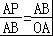 AP/AB = AB/OA